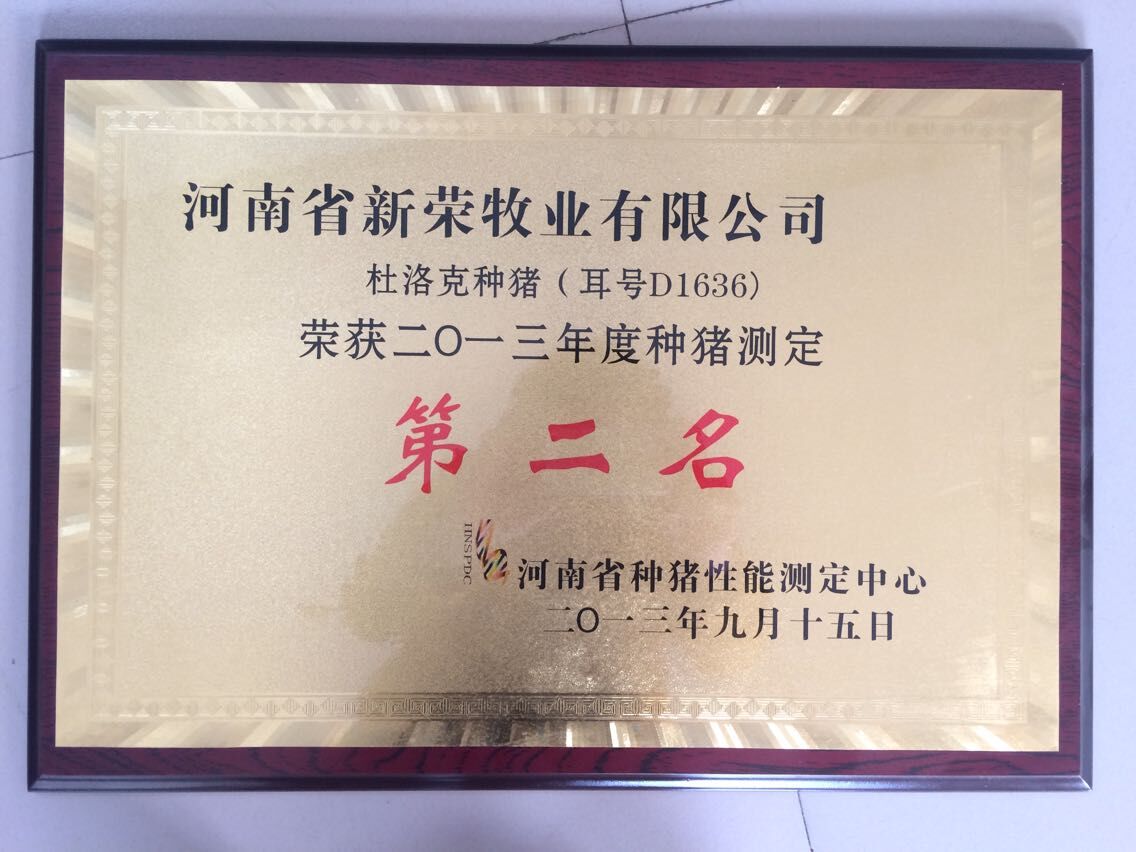 河南省新荣牧业有限公司
杜洛克种猪（耳号D1636）
荣获二O一三年度种猪测定
第二名
HNSPDC
河南省种猪性能测定中心
二O一三年九月十五日